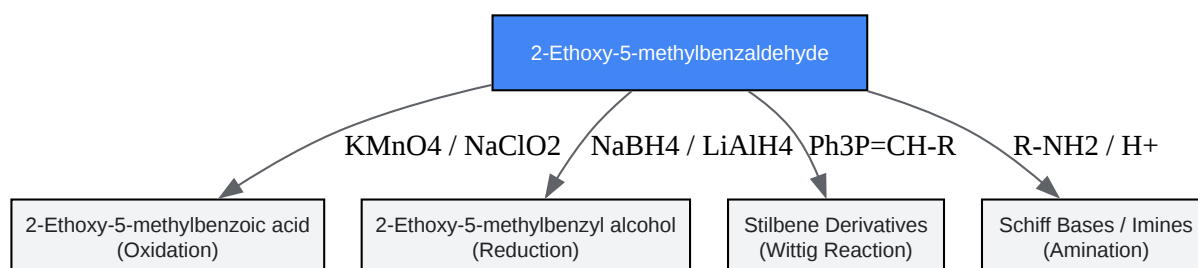 2-Ethoxy-5-methylbenzaldehyde
KMnO4 / NaClO2
NaBH4 / LiAlH4
Ph3P=CH-R
R-NH2 / H+
2-Ethoxy-5-methylbenzoic acid
(Oxidation)
2-Ethoxy-5-methylbenzyl alcohol
(Reduction)
Stilbene Derivatives
(Wittig Reaction)
Schiff Bases / Imines
(Amination)